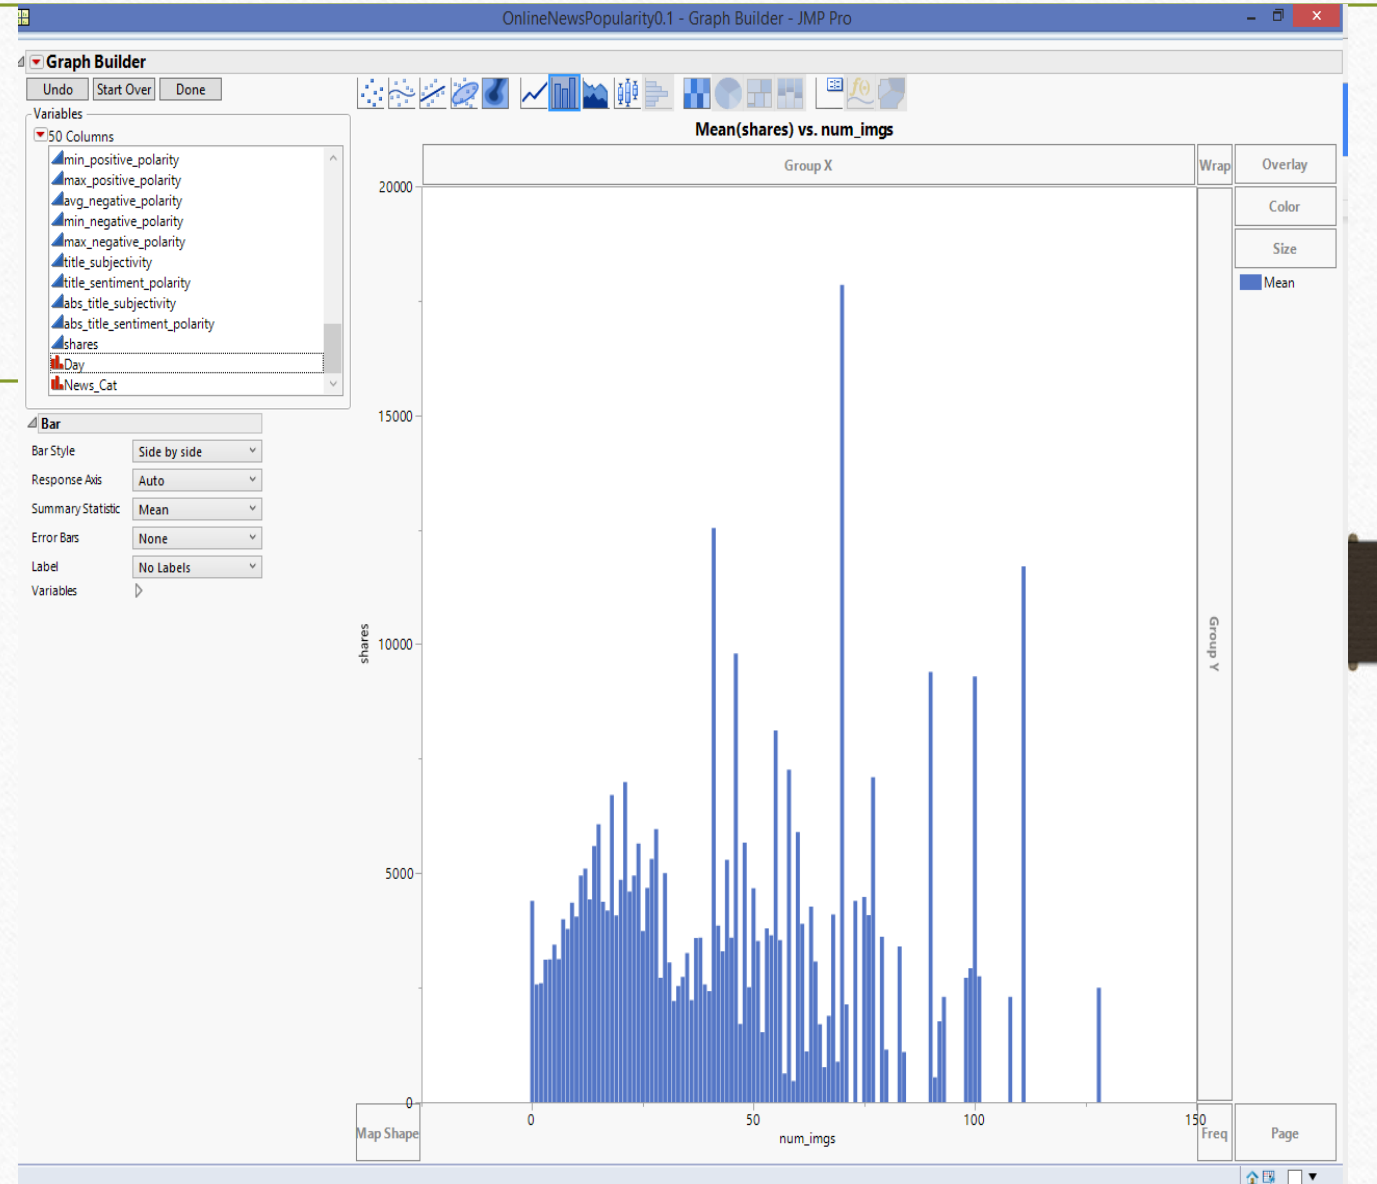 OnlineNewsPopularity0.1 - Graph Builder - JMP Pro
Graph Builder
Undo Start Over Done
Variables
50 Columns
min_positive_polarity
max_positive_polarity
avg_negative_polarity
min_negative_polarity
max_negative_polarity
title_subjectivity
title_sentiment_polarity
abs_title_subjectivity
abs_title_sentiment_polarity
shares
Day
News_Cat
Bar
Bar Style Side by side
Response Axis Auto
Summary Statistic Mean
Error Bars None
Label No Labels
Variables
Mean(shares) vs. num_imgs
Group X
Wrap
Overlay
Color
Size
Mean
20000
15000
10000
5000
0
shares
Group Y
0 50 100 150
num_imgs
Map Shape
Freq
Page